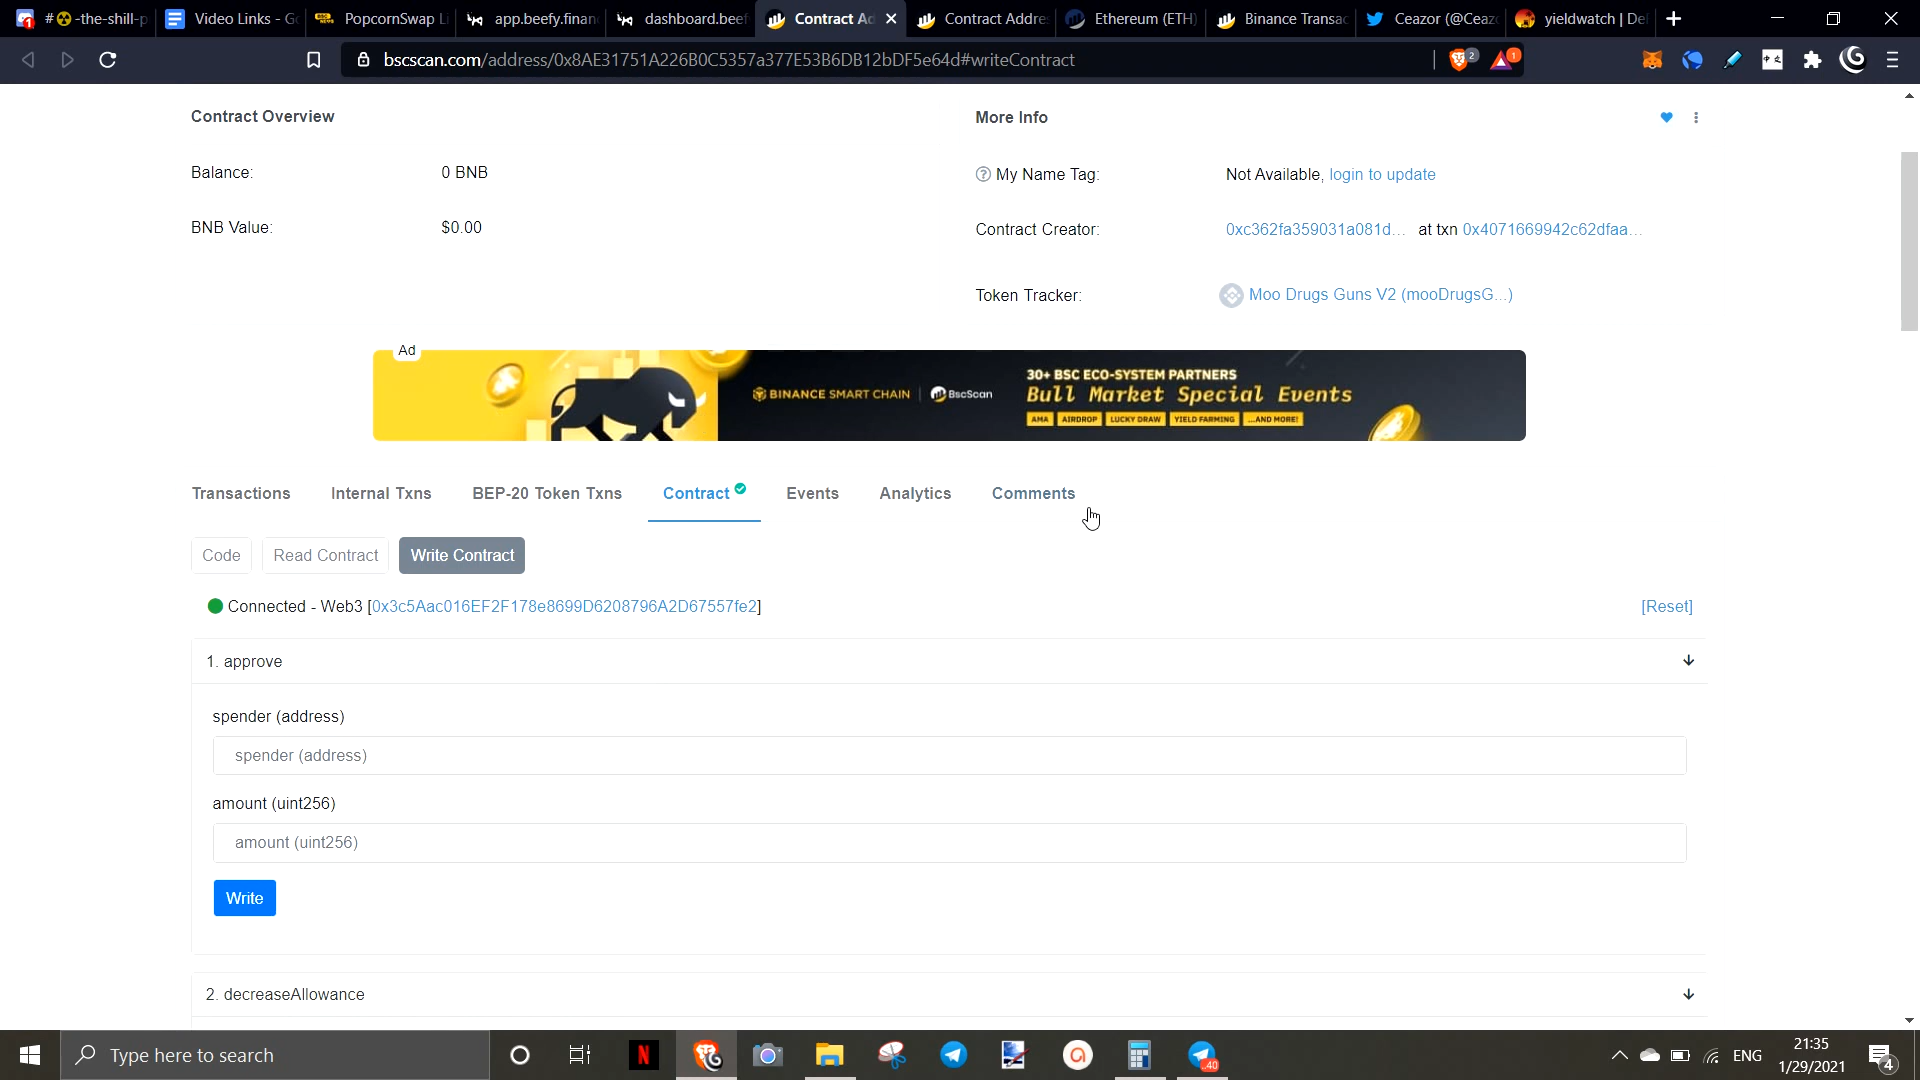 # ☢ -the-shill-p
Video Links - Go
PopcornSwap Li
app.beefy.finan
dashboard.beef
Contract Ad
Contract Addre
Ethereum (ETH)
Binance Transac
Ceazor (@Ceazo
yieldwatch | De
bscscan.com/address/0x8AE31751A226B0C5357a377E53B6DB12bDF5e64d#writeContract
2
1
Contract Overview
More Info
Balance:
0 BNB
My Name Tag:
Not Available, login to update
BNB Value:
$0.00
Contract Creator:
0xc362fa359031a081d... at txn 0x4071669942c62dfaa...
Token Tracker:
Moo Drugs Guns V2 (mooDrugsG...)
Ad
BINANCE SMART CHAIN | BscScan
30+ BSC ECO-SYSTEM PARTNERS
Bull Market Special Events
AMA AIRDROP LUCKY DRAW YIELD FARMING ...AND MORE!
Transactions
Internal Txns
BEP-20 Token Txns
Contract
Events
Analytics
Comments
Code
Read Contract
Write Contract
Connected - Web3 [0x3c5Aac016EF2F178e8699D6208796A2D67557fe2]
[Reset]
1. approve
spender (address)
spender (address)
amount (uint256)
amount (uint256)
Write
2. decreaseAllowance
Type here to search
N
40
ENG
21:35
1/29/2021
4